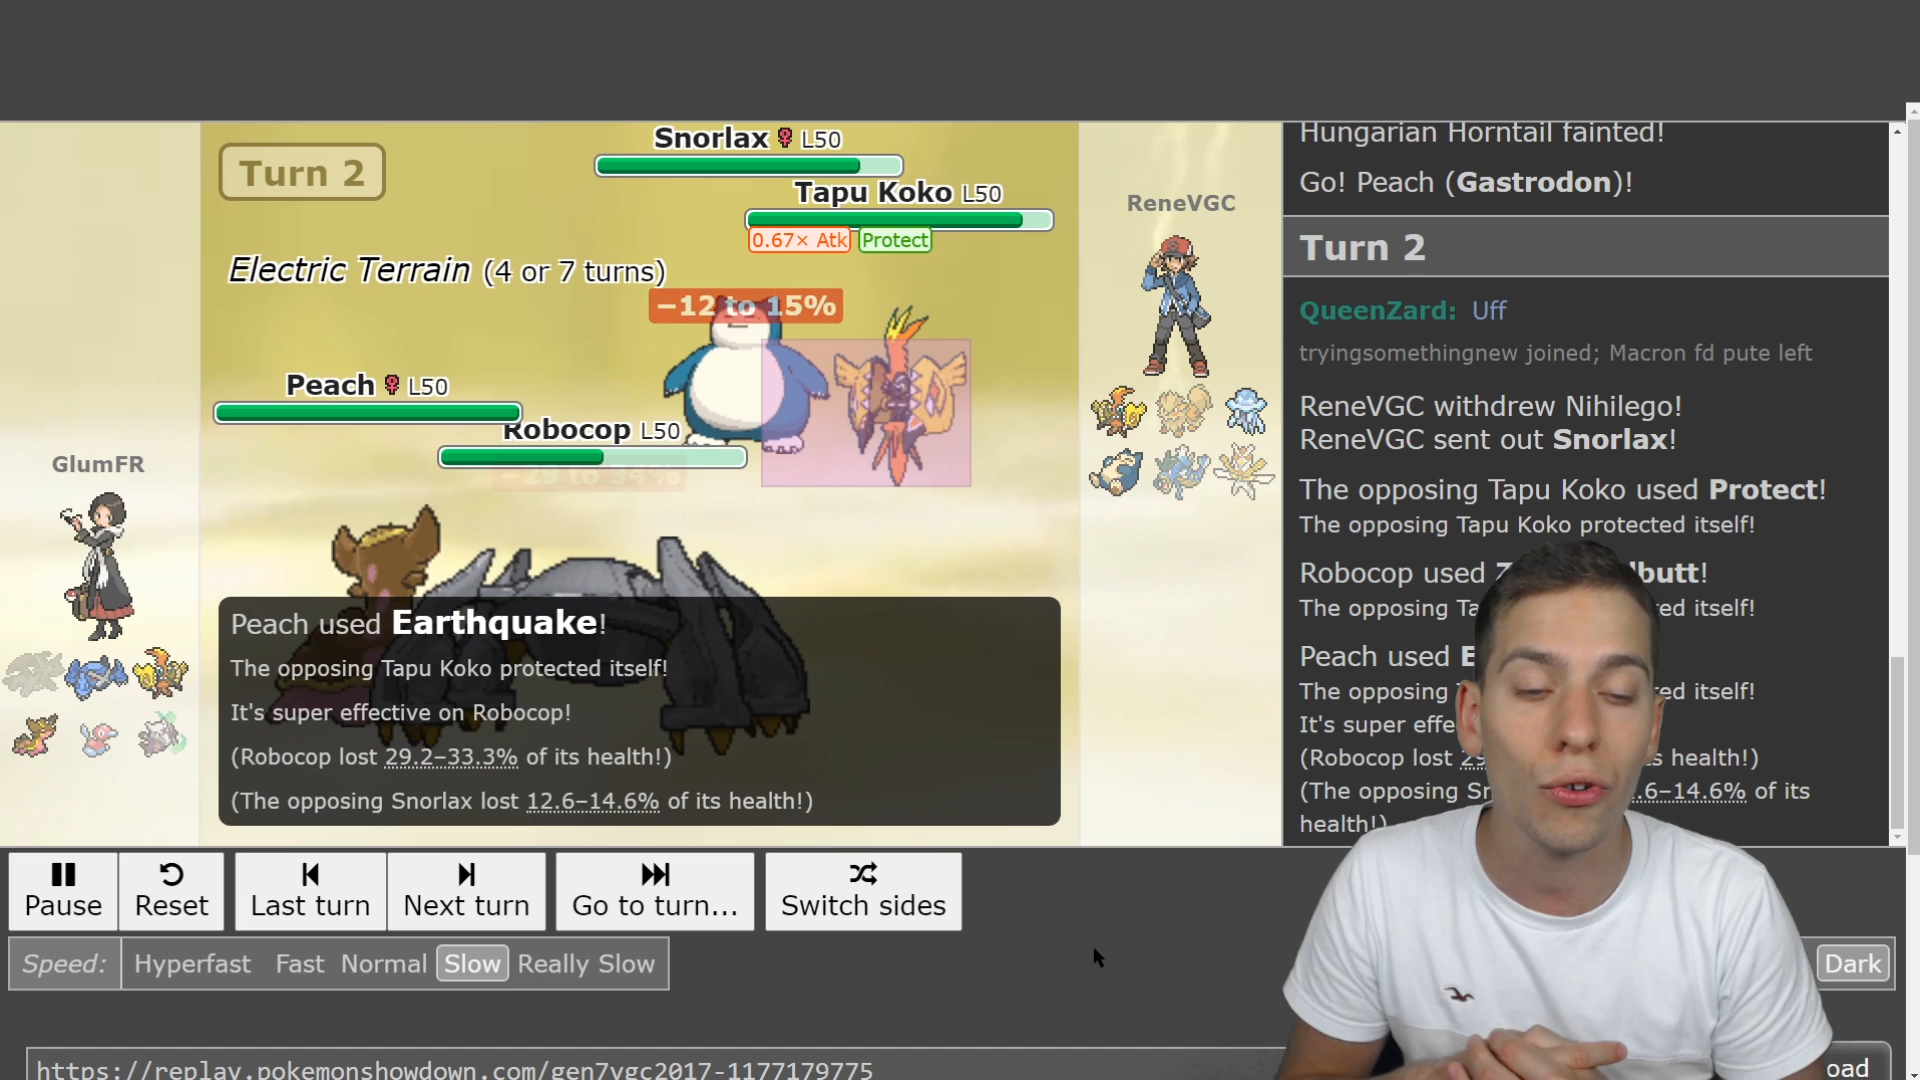 Snorlax L50
Tapu Koko L50
0.67× Atk Protect
Turn 2
Electric Terrain (4 or 7 turns)
−12 to 15%
Peach L50
Robocop L50
GlumFR
ReneVGC
Peach used Earthquake!
The opposing Tapu Koko protected itself!
It's super effective on Robocop!
(Robocop lost 29.2–33.3% of its health!)
(The opposing Snorlax lost 12.6–14.6% of its health!)
Hungarian Horntail fainted!
Go! Peach (Gastrodon)!
Turn 2
QueenZard: Uff
tryingsomethingnew joined; Macron fd pute left
ReneVGC withdrew Nihilego!
ReneVGC sent out Snorlax!
The opposing Tapu Koko used Protect!
The opposing Tapu Koko protected itself!
Robocop used
The opposing itself!
Peach used
The opposing itself!
It's super
(Robocop lost health!)
(The opposing .6–14.6% of its
health!)
Pause
Reset
Last turn
Next turn
Go to turn...
Switch sides
Speed: Hyperfast Fast Normal Slow Really Slow
Dark
https://replay.pokemonshowdown.com/gen7vgc2017-1177179775